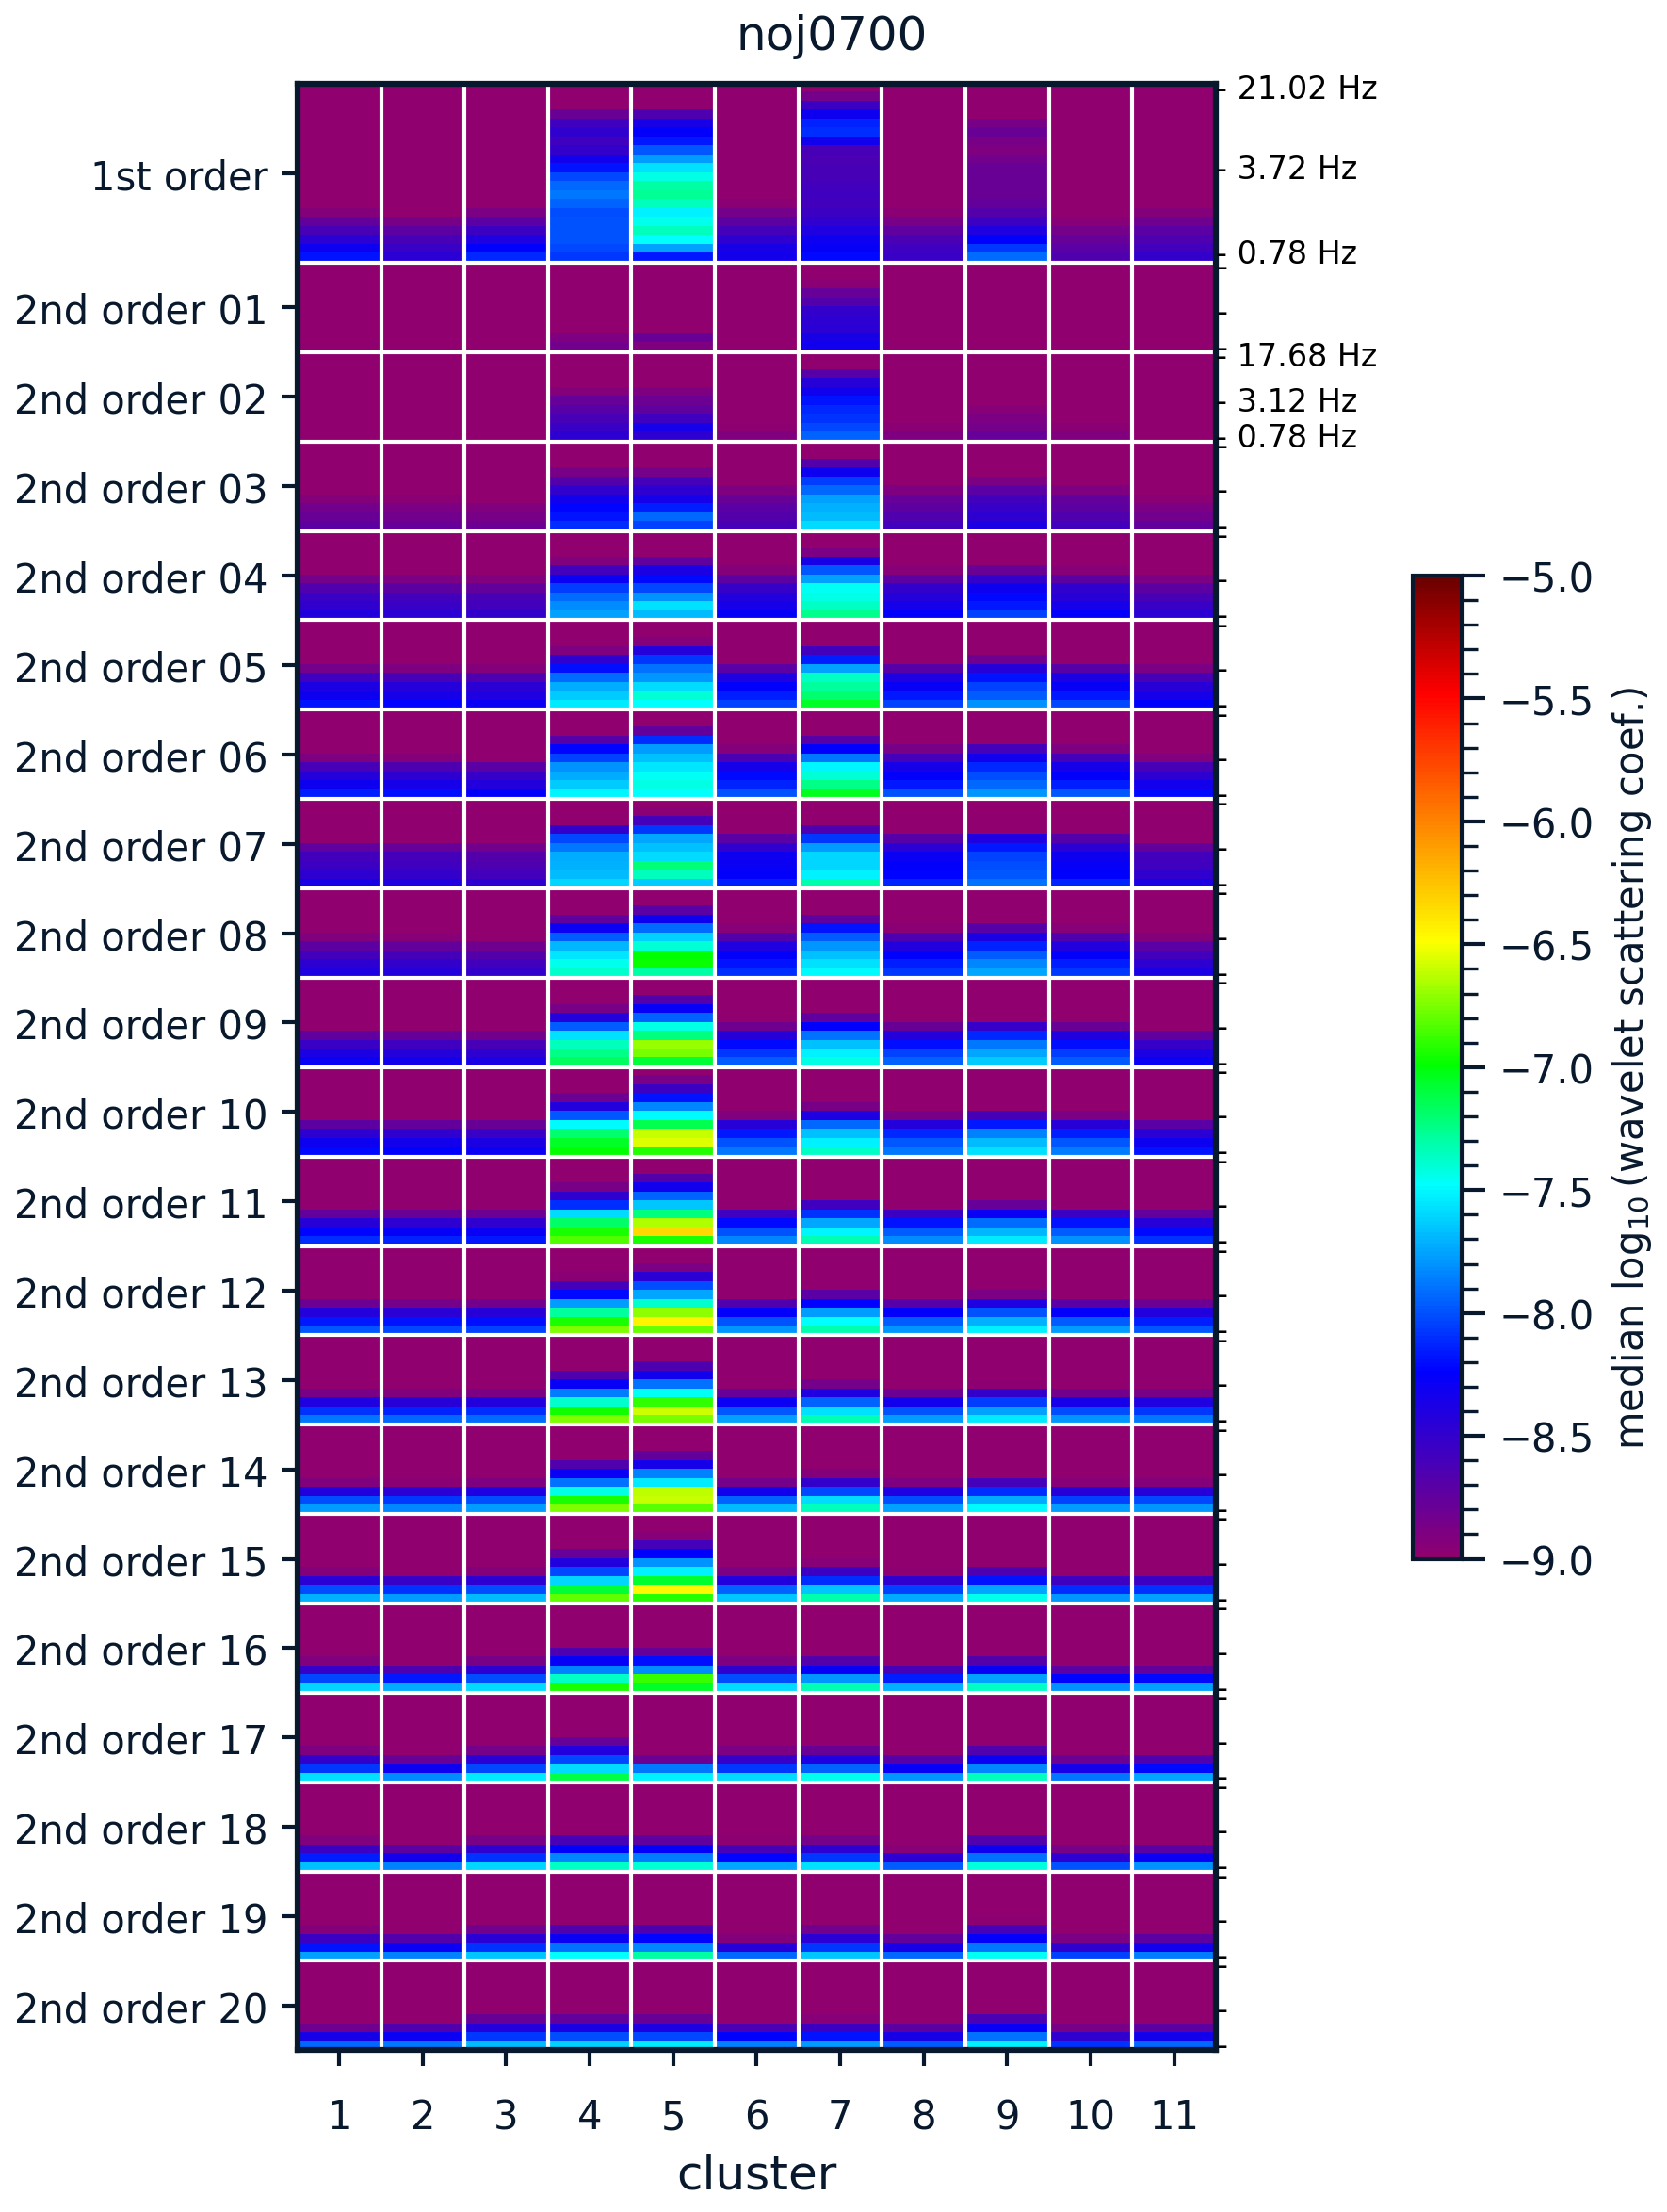 noj0700
1st order
2nd order 01
2nd order 02
2nd order 03
2nd order 04
2nd order 05
2nd order 06
2nd order 07
2nd order 08
2nd order 09
2nd order 10
2nd order 11
2nd order 12
2nd order 13
2nd order 14
2nd order 15
2nd order 16
2nd order 17
2nd order 18
2nd order 19
2nd order 20
21.02 Hz
3.72 Hz
0.78 Hz
17.68 Hz
3.12 Hz
0.78 Hz
1 2 3 4 5 6 7 8 9 10 11
cluster
−5.0
−5.5
−6.0
−6.5
−7.0
−7.5
−8.0
−8.5
−9.0
median log₁₀ (wavelet scattering coef.)